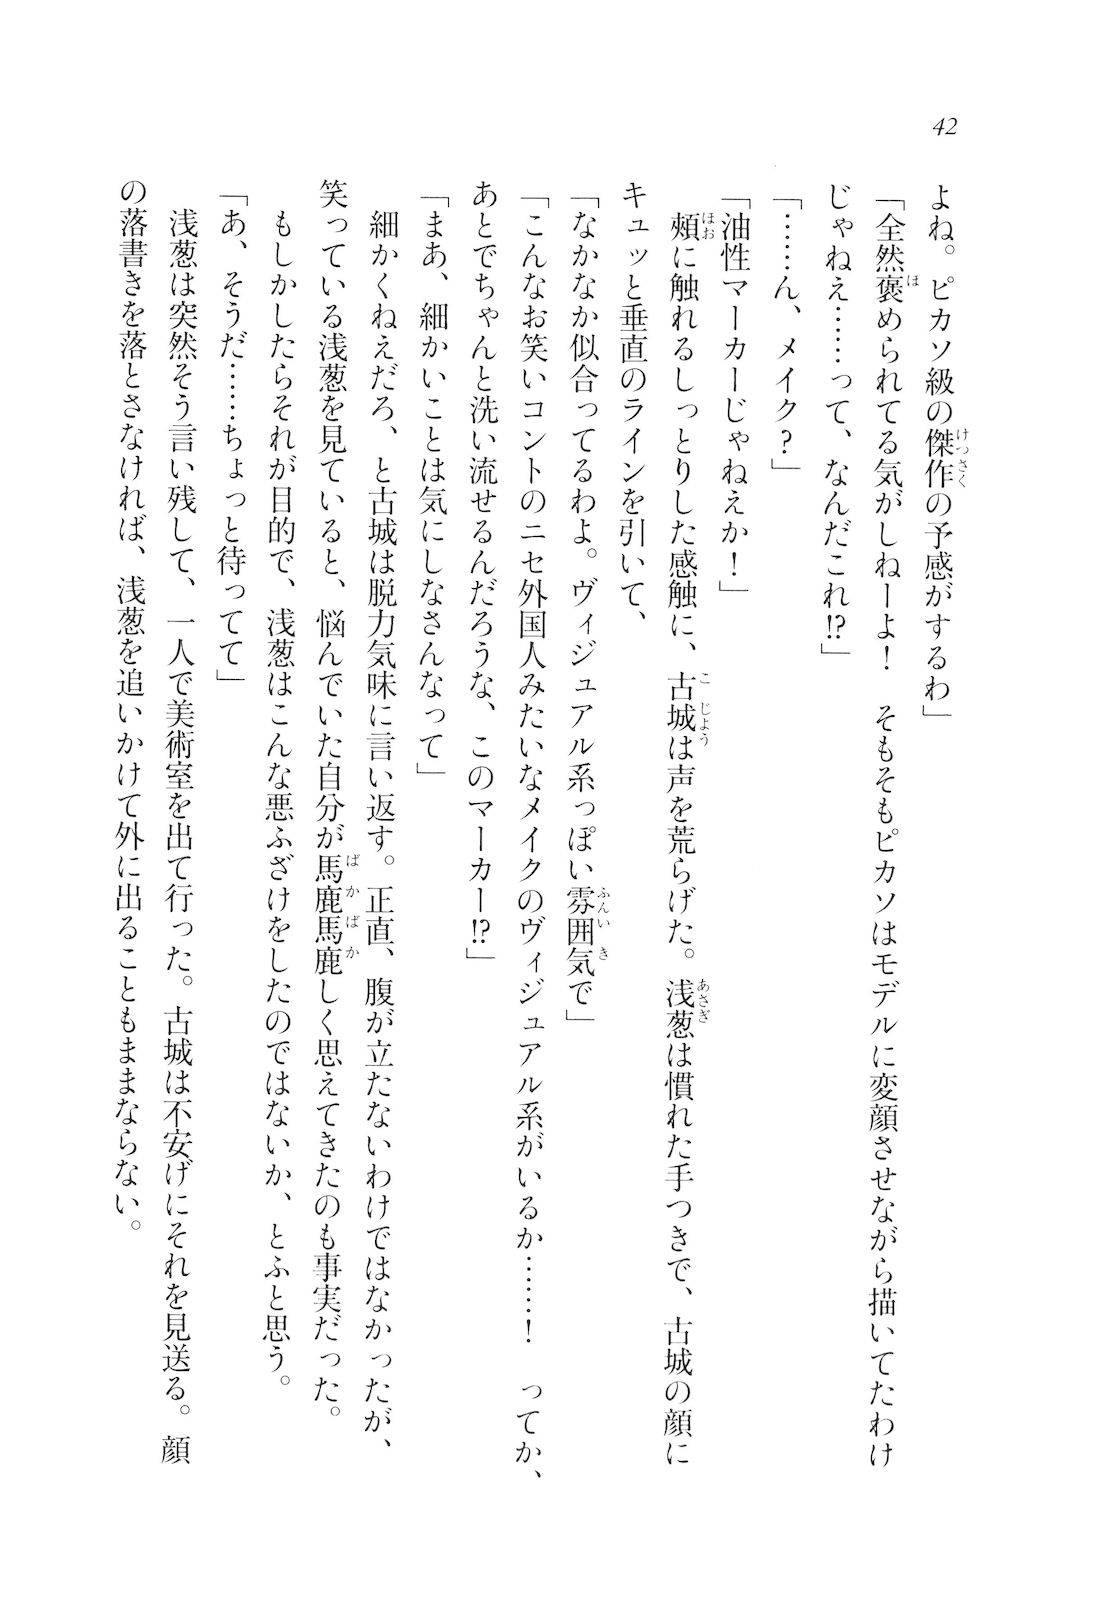 42
よね。ピカソ級の傑作の予感がするわ」
「全然褒められてる気がしねーよ！　そもそもピカソはモデルに変顔させながら描いてたわけ
じゃねえ……って、なんだこれ!?」
「……ん、メイク？」
「油性マーカーじゃねえか！」
　頰に触れるしっとりした感触に、古城は声を荒らげた。浅葱は慣れた手つきで、古城の顔に
キュッと垂直のラインを引いて、
「なかなか似合ってるわよ。ヴィジュアル系っぽい雰囲気で」
「こんなお笑いコントのニセ外国人みたいなメイクのヴィジュアル系がいるか……！　ってか、
あとでちゃんと洗い流せるんだろうな、このマーカー!?」
「まあ、細かいことは気にしなさんなって」
　細かくねえだろ、と古城は脱力気味に言い返す。正直、腹が立たないわけではなかったが、
笑っている浅葱を見ていると、悩んでいた自分が馬鹿馬鹿しく思えてきたのも事実だった。
　もしかしたらそれが目的で、浅葱はこんな悪ふざけをしたのではないか、とふと思う。
「あ、そうだ……ちょっと待ってて」
　浅葱は突然そう言い残して、一人で美術室を出て行った。古城は不安げにそれを見送る。顔
の落書きを落とさなければ、浅葱を追いかけて外に出ることもままならない。